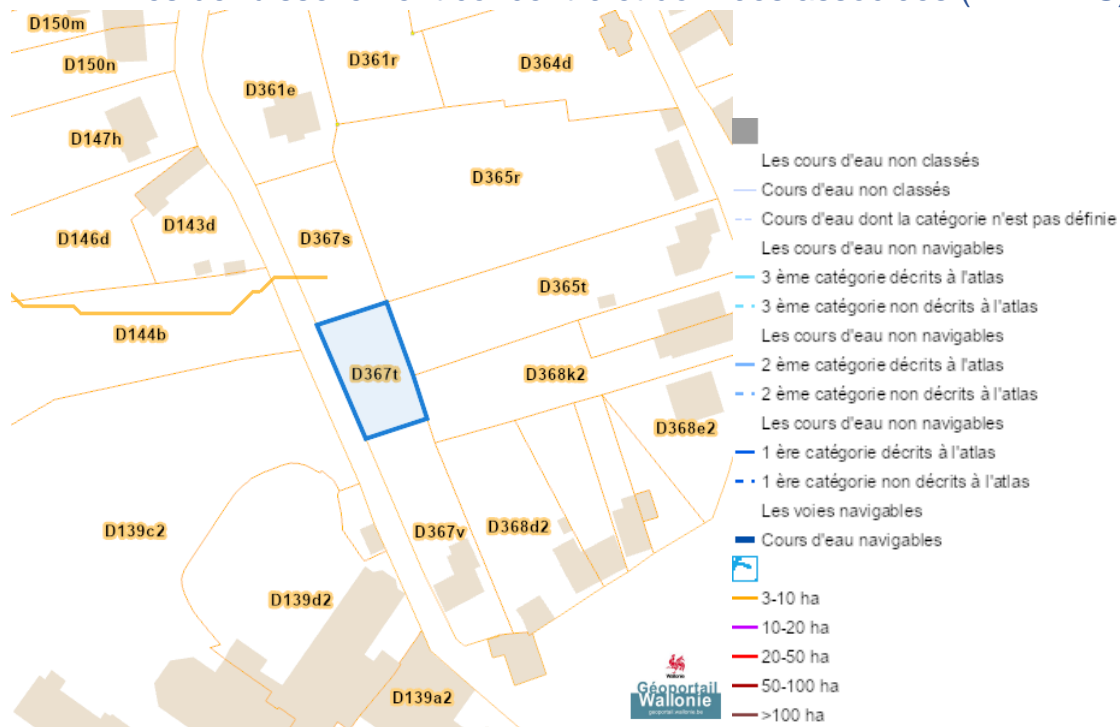 D150m
D150n
D361r
D364d
D361e
D147h
D365r
D143d
D146d
D367s
D365t
D144b
D367t
D368k2
D368e2
D139c2
D367v
D368d2
D139d2
D139a2
Wallonie
Géoportail
Wallonie
geoportail.wallonie.be
Les cours d'eau non classés
Cours d'eau non classés
Cours d'eau dont la catégorie n'est pas définie
Les cours d'eau non navigables
3 ème catégorie décrits à l'atlas
3 ème catégorie non décrits à l'atlas
Les cours d'eau non navigables
2 ème catégorie décrits à l'atlas
2 ème catégorie non décrits à l'atlas
Les cours d'eau non navigables
1 ère catégorie décrits à l'atlas
1 ère catégorie non décrits à l'atlas
Les voies navigables
Cours d'eau navigables
3-10 ha
10-20 ha
20-50 ha
50-100 ha
>100 ha